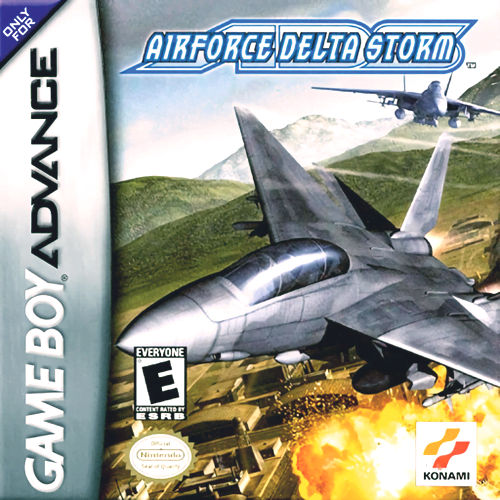 ONLY
FOR
GAME BOY ADVANCE
AIRFORCE DELTA STORM
TM
EVERYONE
E
CONTENT RATED BY
ESRB
Official
Nintendo
Seal of Quality
KONAMI